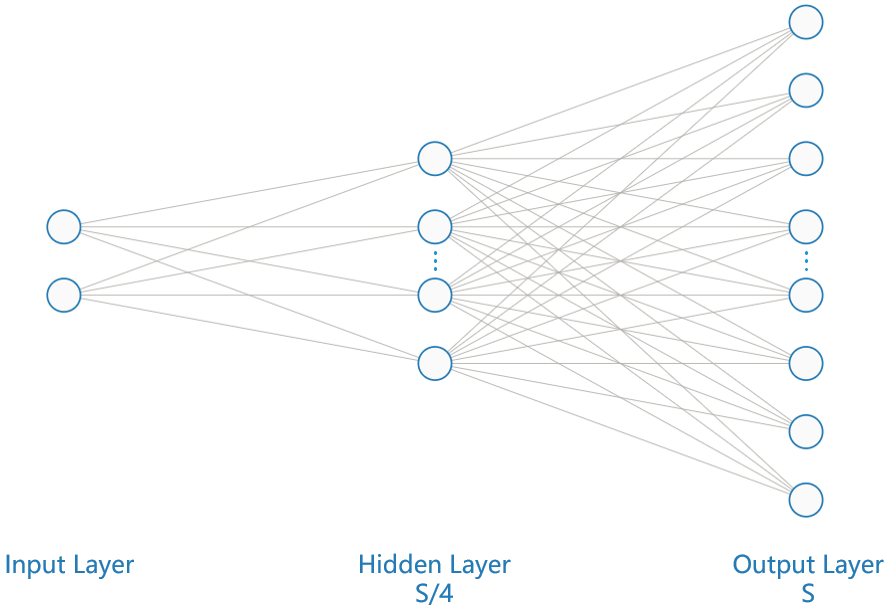 Input Layer
Hidden Layer
S/4
Output Layer
S